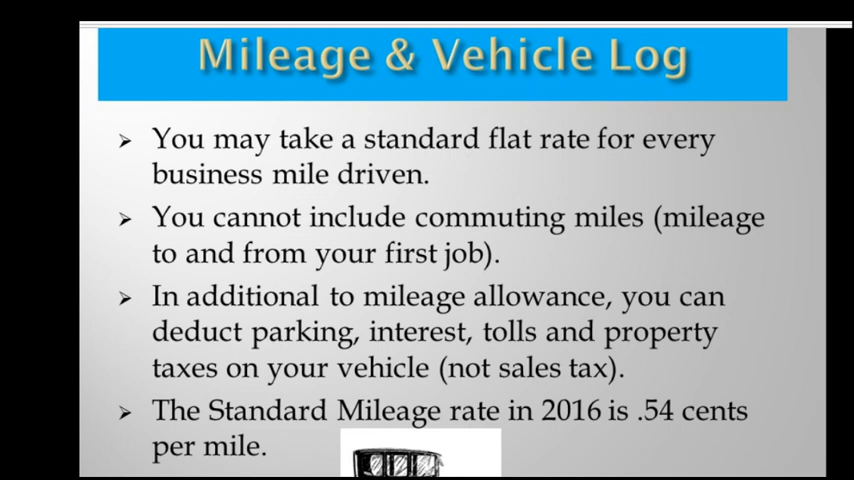 Mileage & Vehicle Log
You may take a standard flat rate for every
business mile driven.
You cannot include commuting miles (mileage
to and from your first job).
In additional to mileage allowance, you can
deduct parking, interest, tolls and property
taxes on your vehicle (not sales tax).
The Standard Mileage rate in 2016 is .54 cents
per mile.